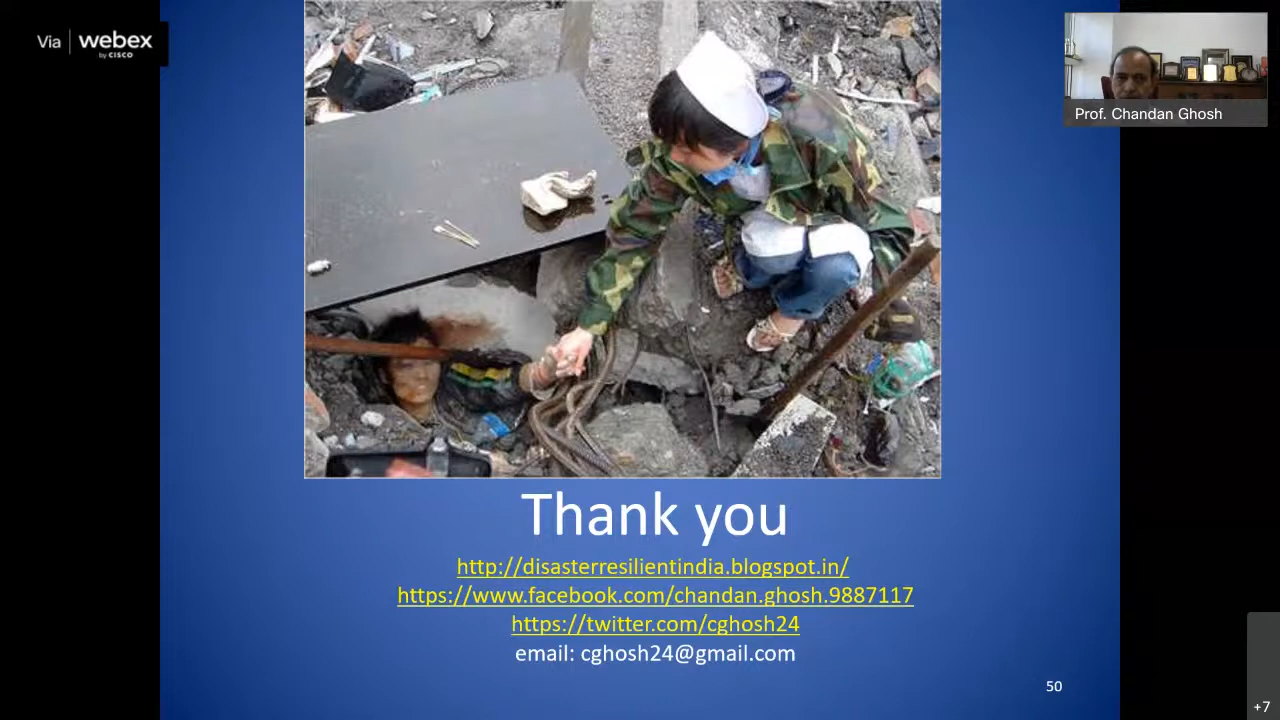 Via webex
by CISCO
Prof. Chandan Ghosh
Thank you
http://disasterresilientindia.blogspot.in/
https://www.facebook.com/chandan.ghosh.9887117
https://twitter.com/cghosh24
email: cghosh24@gmail.com
50
+7